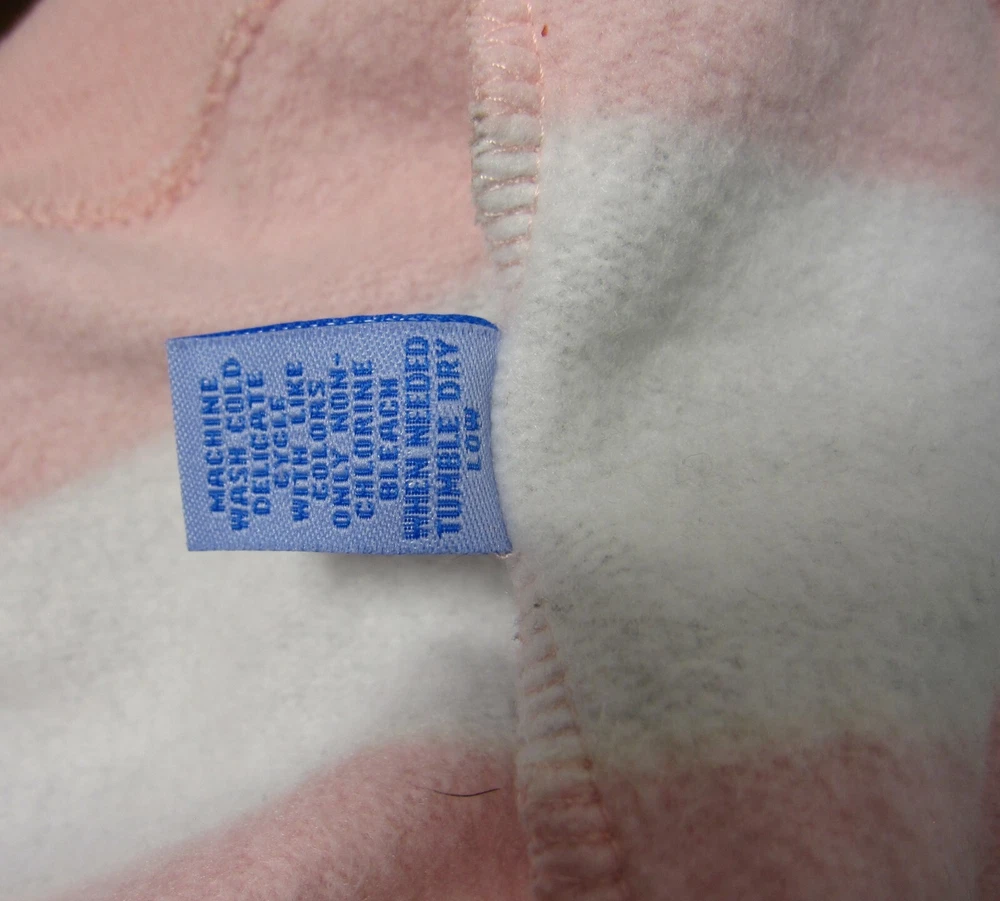 MACHINE
WASH COLD
DELICATE
CYCLE
WITH LIKE
COLORS
ONLY NON-
CHLORINE
BLEACH
WHEN NEEDED
TUMBLE DRY
LOW